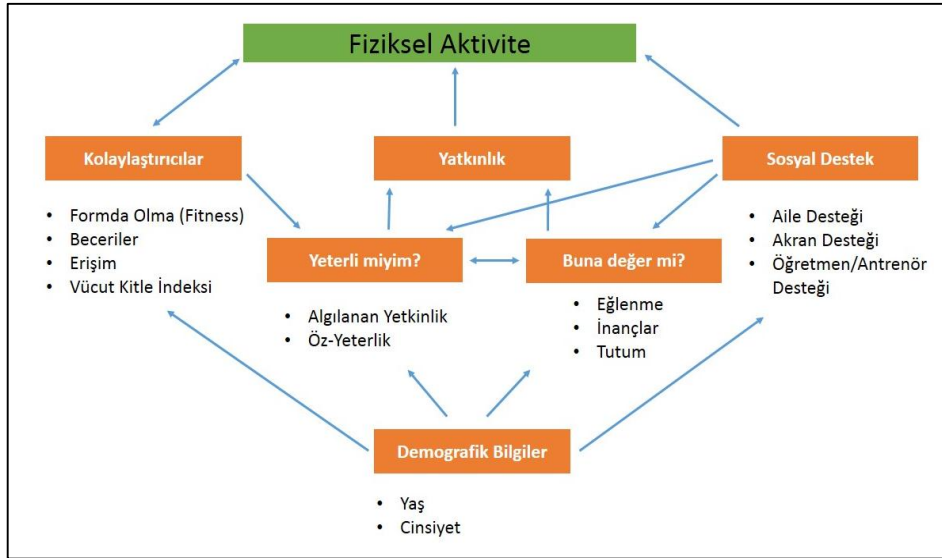 Fiziksel Aktivite
Kolaylaştırıcılar
Yatkınlık
Sosyal Destek
• Formda Olma (Fitness)
• Beceriler
• Erişim
• Vücut Kitle İndeksi
• Aile Desteği
• Akran Desteği
• Öğretmen/Antrenör
Desteği
Yeterli miyim?
Buna değer mi?
• Algılanan Yetkinlik
• Öz-Yeterlik
• Eğlenme
• İnançlar
• Tutum
Demografik Bilgiler
• Yaş
• Cinsiyet